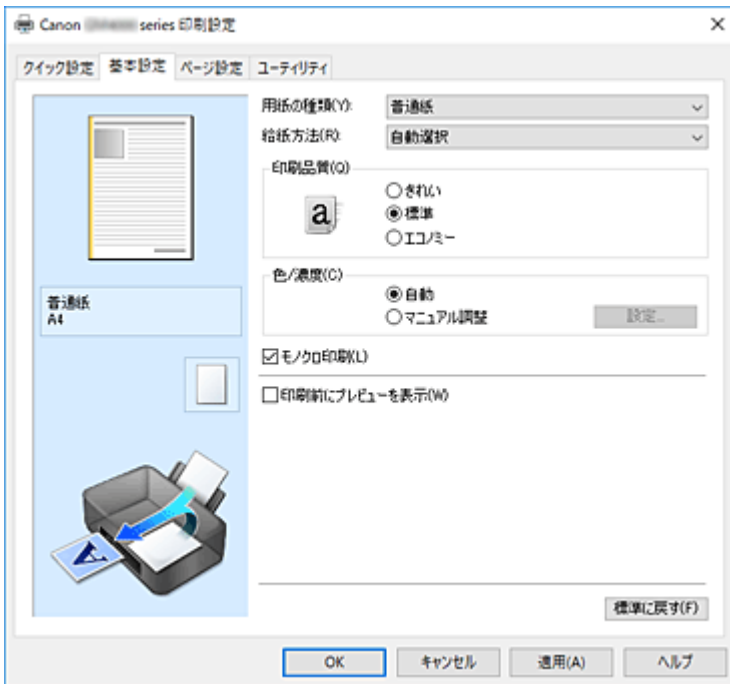 Canon series 印刷設定
クイック設定 基本設定 ページ設定 ユーティリティ
用紙の種類(Y): 普通紙
給紙方法(R): 自動選択
印刷品質(Q)
a
きれい
標準
エコノミー
色/濃度(C)
自動
マニュアル調整 設定...
普通紙
A4
モノクロ印刷(L)
印刷前にプレビューを表示(W)
A
標準に戻す(F)
OK キャンセル 適用(A) ヘルプ